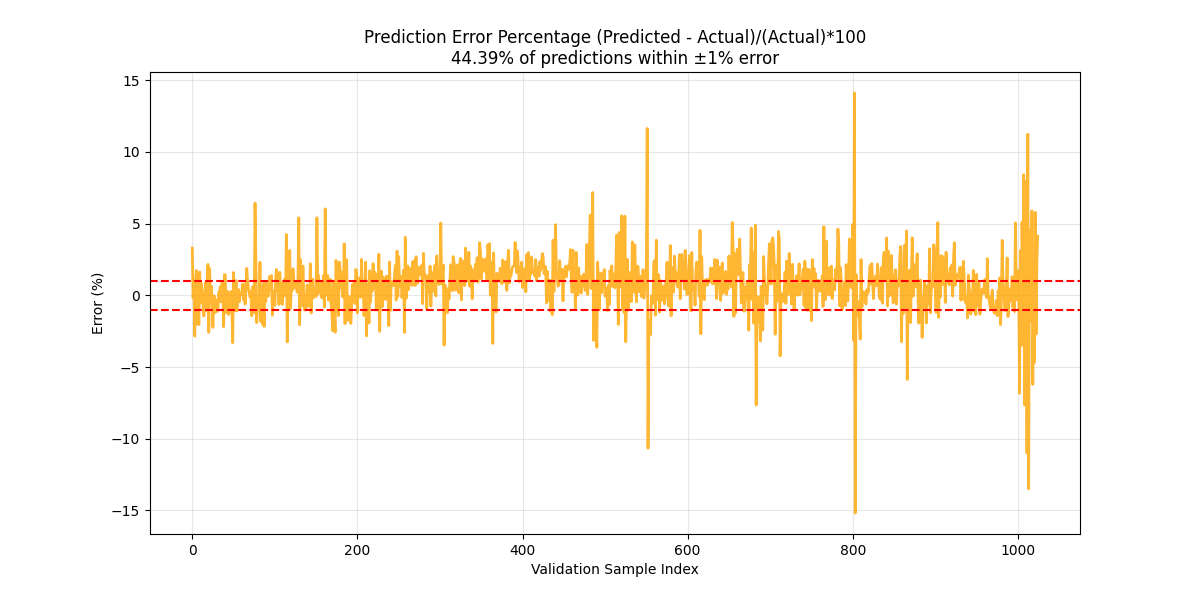 Prediction Error Percentage (Predicted - Actual)/(Actual)*100
44.39% of predictions within ±1% error
15
10
5
0
−5
−10
−15
Error (%)
0 200 400 600 800 1000
Validation Sample Index